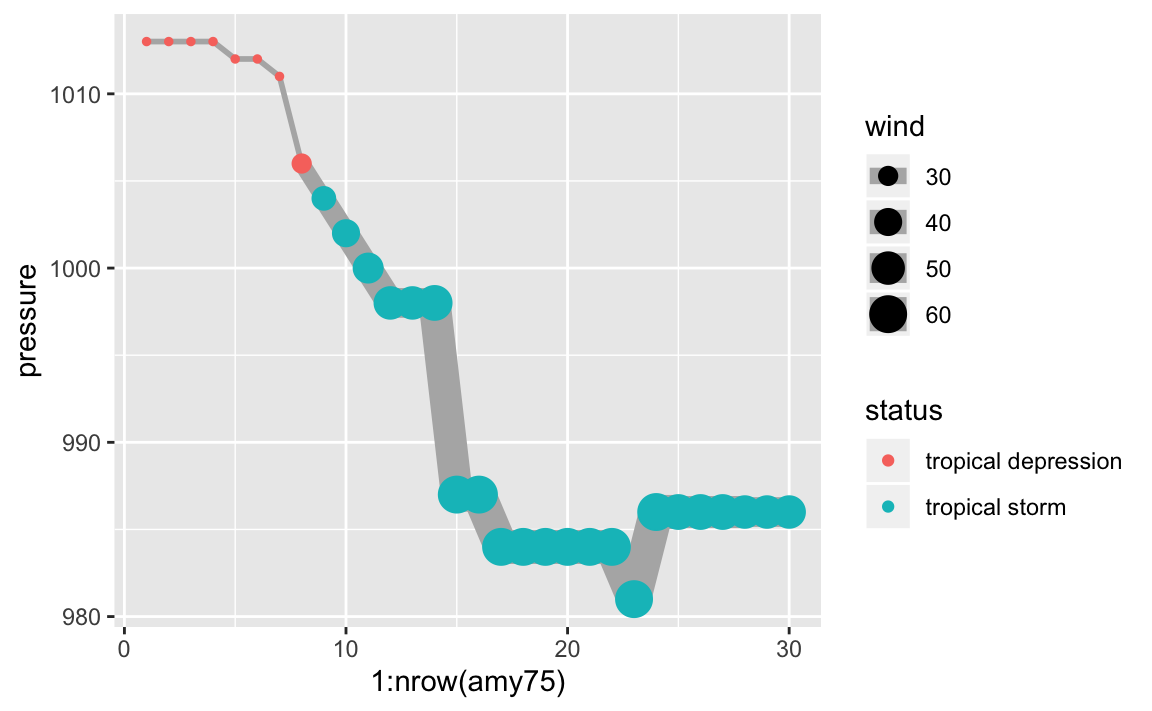 pressure
1010
1000
990
980
0 10 20 30
1:nrow(amy75)
wind
30
40
50
60
status
tropical depression
tropical storm